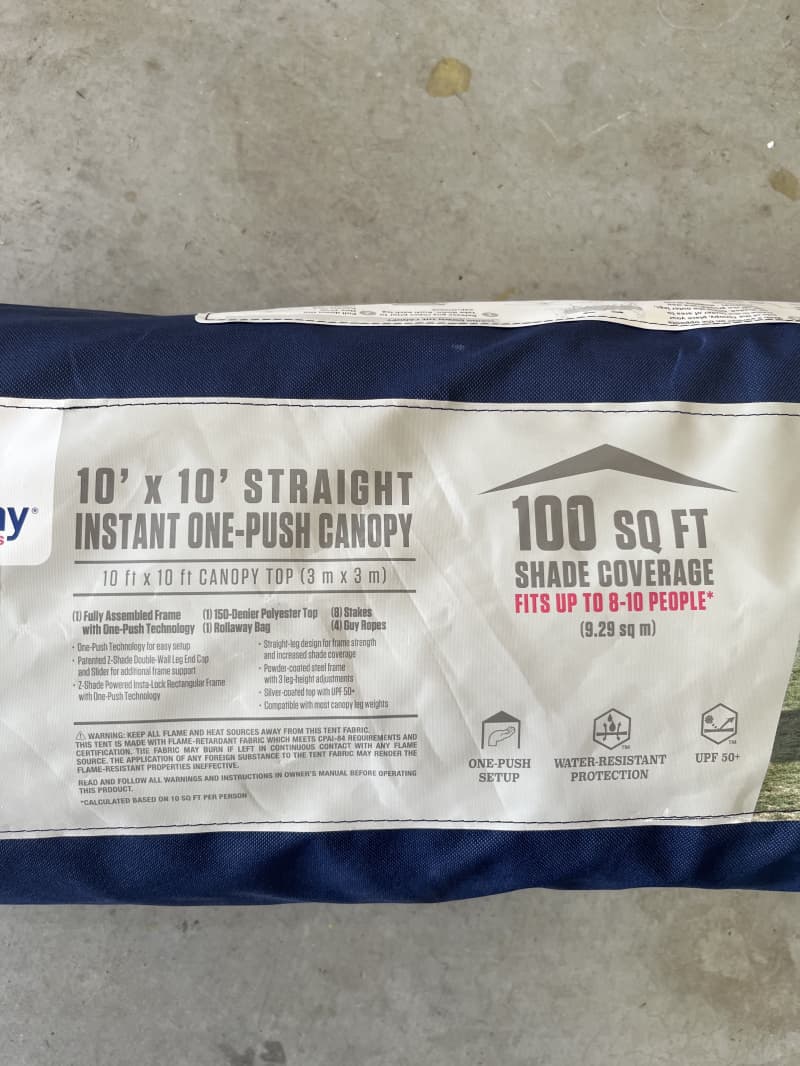 ay®
s
10' x 10' STRAIGHT
INSTANT ONE-PUSH CANOPY
10 ft x 10 ft CANOPY TOP (3 m x 3 m)
(1) Fully Assembled Frame
with One-Push Technology
(1) 150-Denier Polyester Top
(1) Rollaway Bag
(8) Stakes
(4) Guy Ropes
• One-Push Technology for easy setup
• Patented Z-Shade Double-Wall Leg End Cap
and Slider for additional frame support
• Z-Shade Powered Insta-Lock Rectangular Frame
with One-Push Technology
• Straight-leg design for frame strength
and increased shade coverage
• Powder-coated steel frame
with 3 leg-height adjustments
• Silver-coated top with UPF 50+
• Compatible with most canopy leg weights
⚠ WARNING: KEEP ALL FLAME AND HEAT SOURCES AWAY FROM THIS TENT FABRIC.
THIS TENT IS MADE WITH FLAME-RETARDANT FABRIC WHICH MEETS CPAI-84 REQUIREMENTS AND
CERTIFICATION. THE FABRIC MAY BURN IF LEFT IN CONTINUOUS CONTACT WITH ANY FLAME
SOURCE. THE APPLICATION OF ANY FOREIGN SUBSTANCE TO THE TENT FABRIC MAY RENDER THE
FLAME-RESISTANT PROPERTIES INEFFECTIVE.
READ AND FOLLOW ALL WARNINGS AND INSTRUCTIONS IN OWNER'S MANUAL BEFORE OPERATING
THIS PRODUCT.
*CALCULATED BASED ON 10 SQ FT PER PERSON
100 SQ FT
SHADE COVERAGE
FITS UP TO 8-10 PEOPLE*
(9.29 sq m)
ONE-PUSH
SETUP
TM
WATER-RESISTANT
PROTECTION
TM
UPF 50+